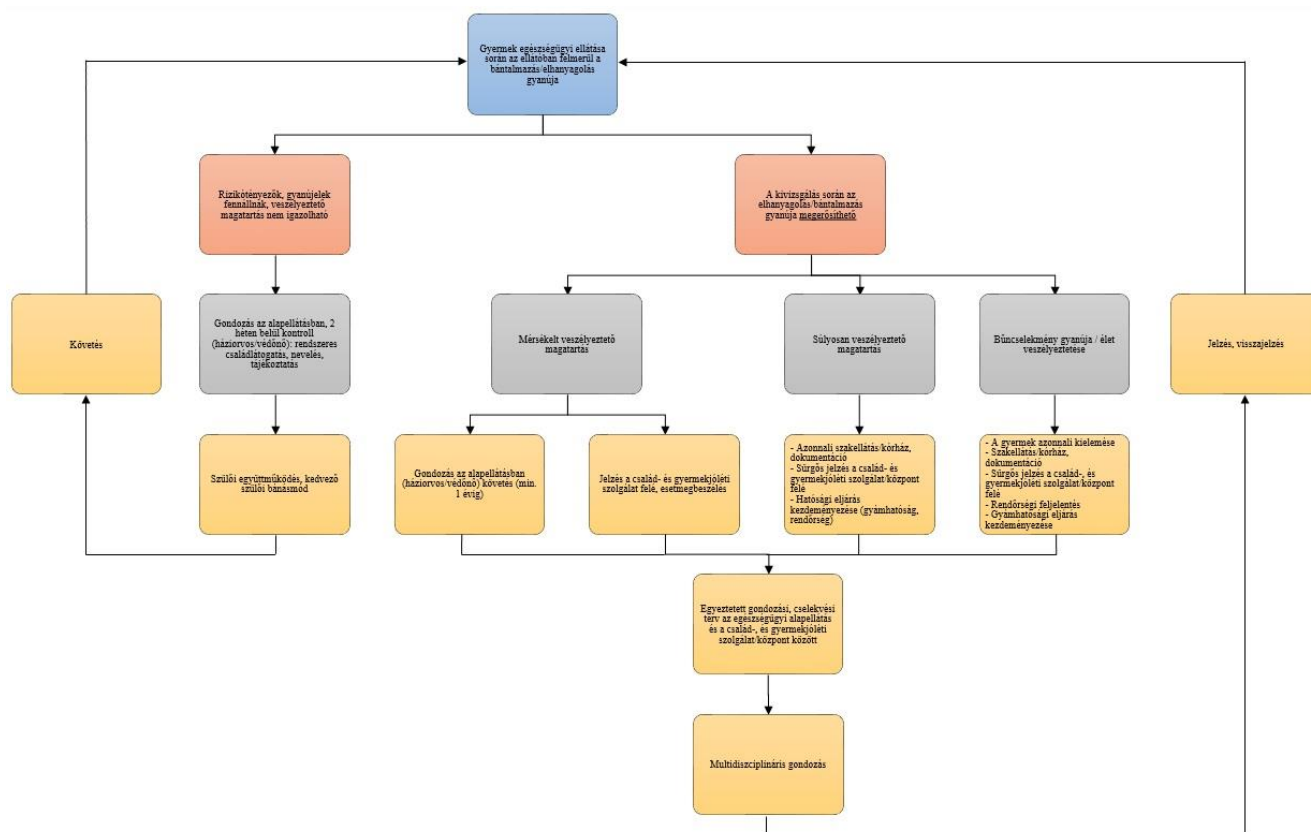 Gyermek egészségügyi ellátása
során az ellátóban felmerül a
bántalmazás/elhanyagolás
gyanúja
Rizikótényezők, gyanújelek
fennállnak, veszélyeztető
magatartás nem igazolható
A kivizsgálás során az
elhanyagolás/bántalmazás
gyanúja megerősíthető
Követés
Gondozás az alapellátásban, 2
héten belül kontroll
(háziorvos/védőnő): rendszeres
családlátogatás, nevelés,
tájékoztatás
Mérsékelt veszélyeztető
magatartás
Súlyosan veszélyeztető
magatartás
Bűncselekmény gyanúja / élet
veszélyeztetése
Jelzés, visszajelzés
Szülői együttműködés, kedvező
szülői bánásmód
Gondozás az alapellátásban
(háziorvos/védőnő) követés (min.
1 évig)
Jelzés a család- és gyermekjóléti
szolgálat felé, esetmegbeszélés
- Azonnali szakellátás/kórház,
dokumentáció
- Sürgős jelzés a család- és
gyermekjóléti szolgálat/központ
felé
- Hatósági eljárás
kezdeményezése (gyámhatóság,
rendőrség)
- A gyermek azonnali kiemelése
- Szakellátás/kórház,
dokumentáció
- Sürgős jelzés a család-, és
gyermekjóléti szolgálat/központ
felé
- Rendőrségi feljelentés
- Gyámhatósági eljárás
kezdeményezése
Egyeztetett gondozási, cselekvési
terv az egészségügyi alapellátás
és a család-, és gyermekjóléti
szolgálat/központ között
Multidiszciplináris gondozás